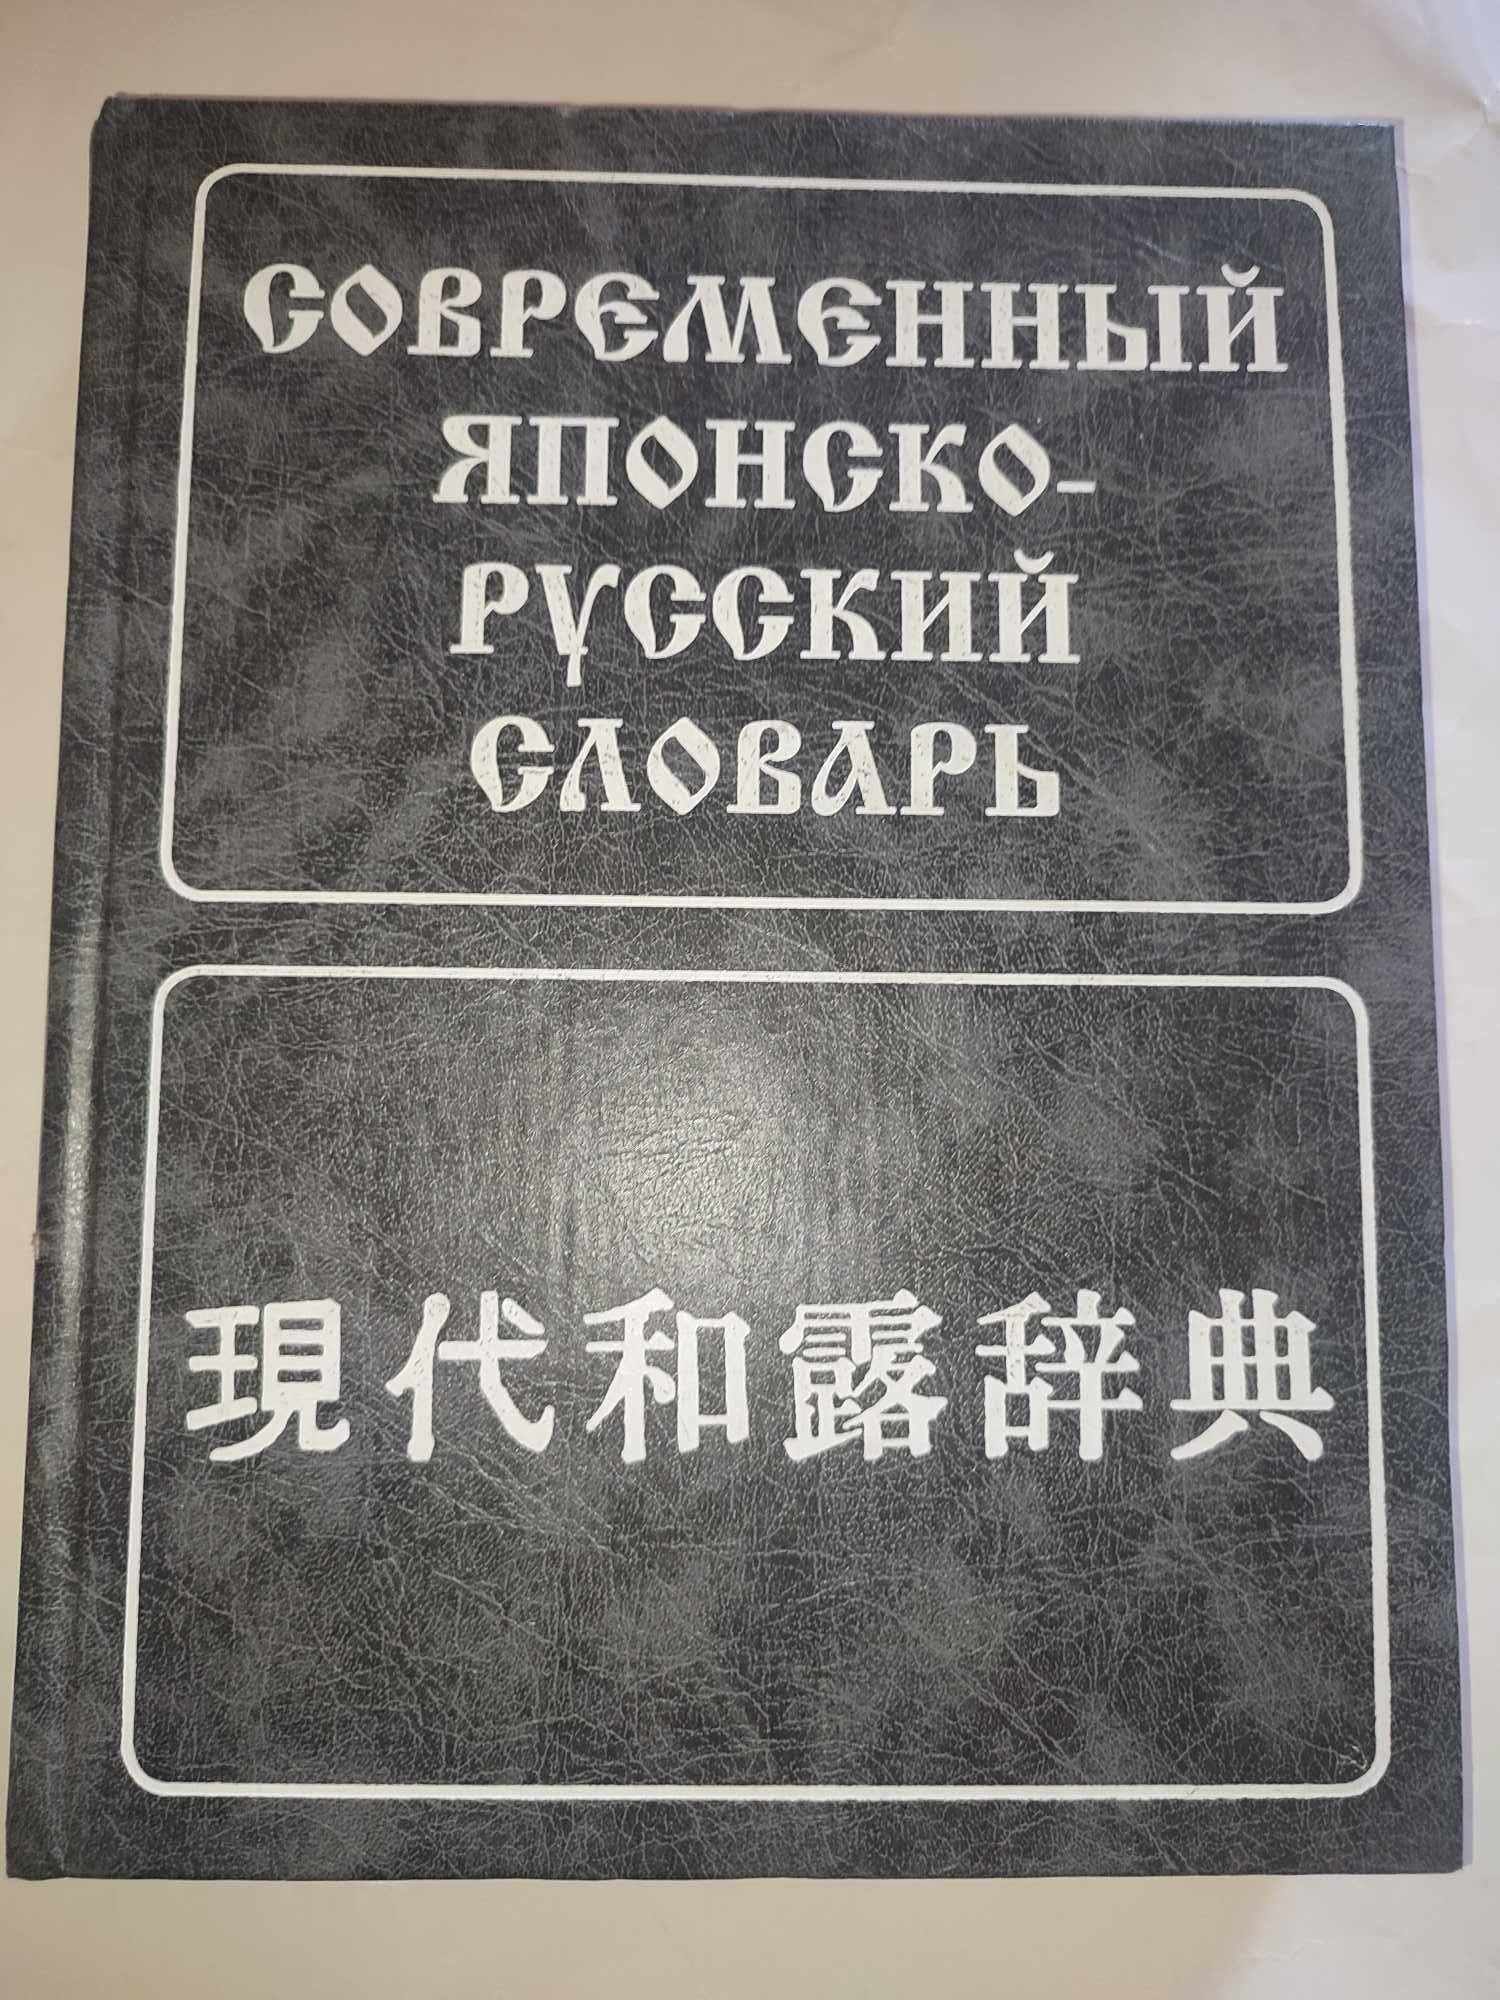 СОВРЕМЕННЫЙ
ЯПОНСКО-
РУССКИЙ
СЛОВАРЬ
現代和露辞典